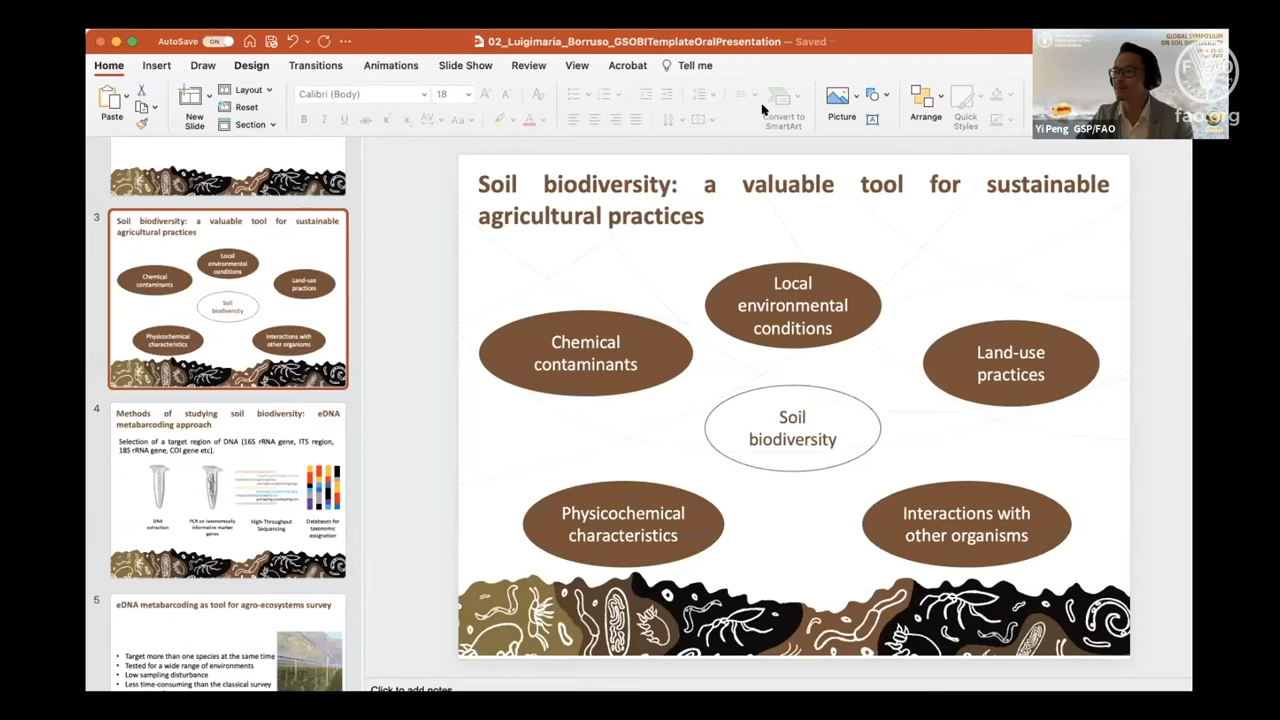 AutoSave ON
02_Luigimaria_Borruso_GSOBITemplateOralPresentation — Saved
Home Insert Draw Design Transitions Animations Slide Show Review View Acrobat Tell me
Paste
New
Slide
Layout
Reset
Section
Calibri (Body) 18
Convert to
SmartArt
Picture
Arrange
Quick
Styles
GLOBAL SYMPOSIUM
ON SOIL BIODIVERSITY
FAO
fao.org
Yi Peng GSP/FAO
3
Soil biodiversity: a valuable tool for sustainable
agricultural practices
Local
environmental
conditions
Chemical
contaminants
Land-use
practices
Soil
biodiversity
Physicochemical
characteristics
Interactions with
other organisms
4
Methods of studying soil biodiversity: eDNA
metabarcoding approach
Selection of a target region of DNA (16S rRNA gene, ITS region,
18S rRNA gene, COI gene etc).
DNA
extraction
PCR on taxonomically
informative marker
genes
High-Throughput
Sequencing
Databases for
taxonomic
assignation
5
eDNA metabarcoding as tool for agro-ecosystems survey
• Target more than one species at the same time
• Tested for a wide range of environments
• Low sampling disturbance
• Less time-consuming than the classical survey
Soil biodiversity: a valuable tool for sustainable
agricultural practices
Local
environmental
conditions
Chemical
contaminants
Land-use
practices
Soil
biodiversity
Physicochemical
characteristics
Interactions with
other organisms
Click to add notes